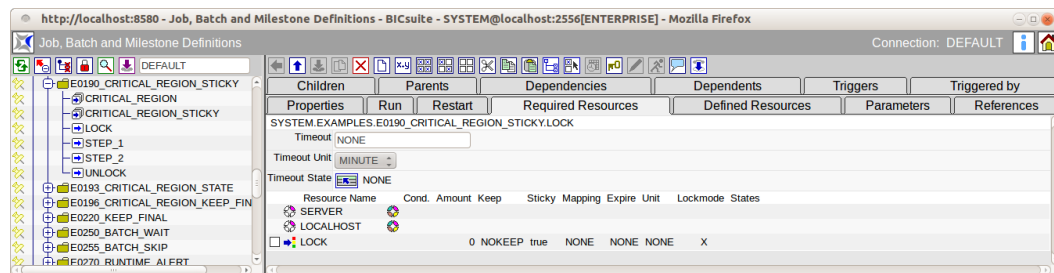 http://localhost:8580 - Job, Batch and Milestone Definitions - BICsuite - SYSTEM@localhost:2556[ENTERPRISE] - Mozilla Firefox
Job, Batch and Milestone Definitions
Connection: DEFAULT
DEFAULT
E0190_CRITICAL_REGION_STICKY
CRITICAL_REGION
CRITICAL_REGION_STICKY
LOCK
STEP_1
STEP_2
UNLOCK
E0193_CRITICAL_REGION_STATE
E0196_CRITICAL_REGION_KEEP_FIN
E0220_KEEP_FINAL
E0250_BATCH_WAIT
E0255_BATCH_SKIP
E0270_RUNTIME_ALERT
Children Parents Dependencies Dependents Triggers Triggered by
Properties Run Restart Required Resources Defined Resources Parameters References
SYSTEM.EXAMPLES.E0190_CRITICAL_REGION_STICKY.LOCK
Timeout NONE
Timeout Unit MINUTE
Timeout State NONE
Resource Name Cond. Amount Keep Sticky Mapping Expire Unit Lockmode States
SERVER
LOCALHOST
LOCK 0 NOKEEP true NONE NONE NONE X